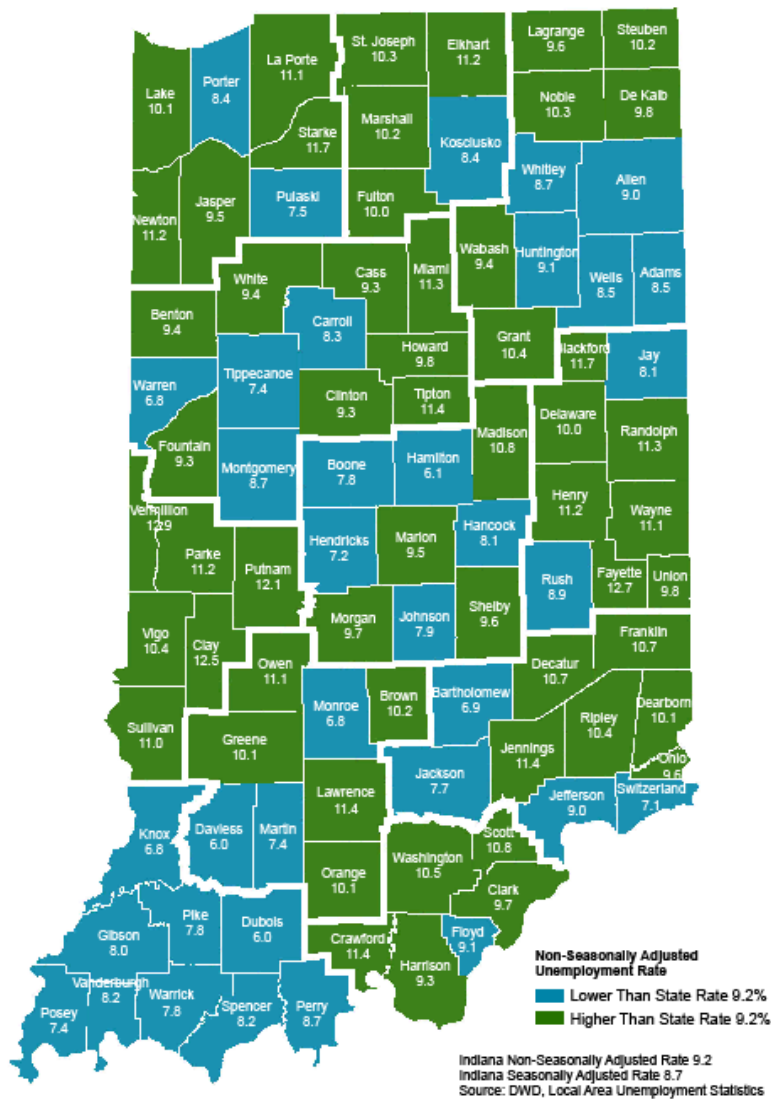 St. Joseph
10.3
Elkhart
11.2
Lagrange
9.6
Steuben
10.2
La Porte
11.1
Porter
8.4
Lake
10.1
Noble
10.3
De Kalb
9.8
Marshall
10.2
Starke
11.7
Kosciusko
8.4
Whitley
8.7
Allen
9.0
Pulaski
7.5
Fulton
10.0
Jasper
9.5
Newton
11.2
Wabash
9.4
Huntington
9.1
Wells
8.5
Adams
8.5
White
9.4
Cass
9.3
Miami
11.3
Benton
9.4
Carroll
8.3
Howard
9.8
Grant
10.4
lackford
11.7
Jay
8.1
Warren
6.8
Tippecanoe
7.4
Clinton
9.3
Tipton
11.4
Madison
10.8
Delaware
10.0
Randolph
11.3
Fountain
9.3
Montgomery
8.7
Boone
7.8
Hamilton
6.1
Henry
11.2
Wayne
11.1
Vermillion
12.9
Parke
11.2
Putnam
12.1
Hendricks
7.2
Marion
9.5
Hancock
8.1
Rush
8.9
Fayette
12.7
Union
9.8
Vigo
10.4
Clay
12.5
Morgan
9.7
Johnson
7.9
Shelby
9.6
Owen
11.1
Franklin
10.7
Decatur
10.7
Monroe
6.8
Brown
10.2
Bartholomew
6.9
Dearborn
10.1
Ripley
10.4
Sullivan
11.0
Greene
10.1
Jennings
11.4
Ohio
9.6
Jackson
7.7
Lawrence
11.4
Jefferson
9.0
Switzerland
7.1
Knox
6.8
Daviess
6.0
Martin
7.4
Scott
10.8
Washington
10.5
Orange
10.1
Clark
9.7
Pike
7.8
Dubois
6.0
Gibson
8.0
Crawford
11.4
Floyd
9.1
Harrison
9.3
Vanderburgh
8.2
Warrick
7.8
Spencer
8.2
Perry
8.7
Posey
7.4
Non-Seasonally Adjusted
Unemployment Rate
Lower Than State Rate 9.2%
Higher Than State Rate 9.2%
Indiana Non-Seasonally Adjusted Rate 9.2
Indiana Seasonally Adjusted Rate 8.7
Source: DWD, Local Area Unemployment Statistics